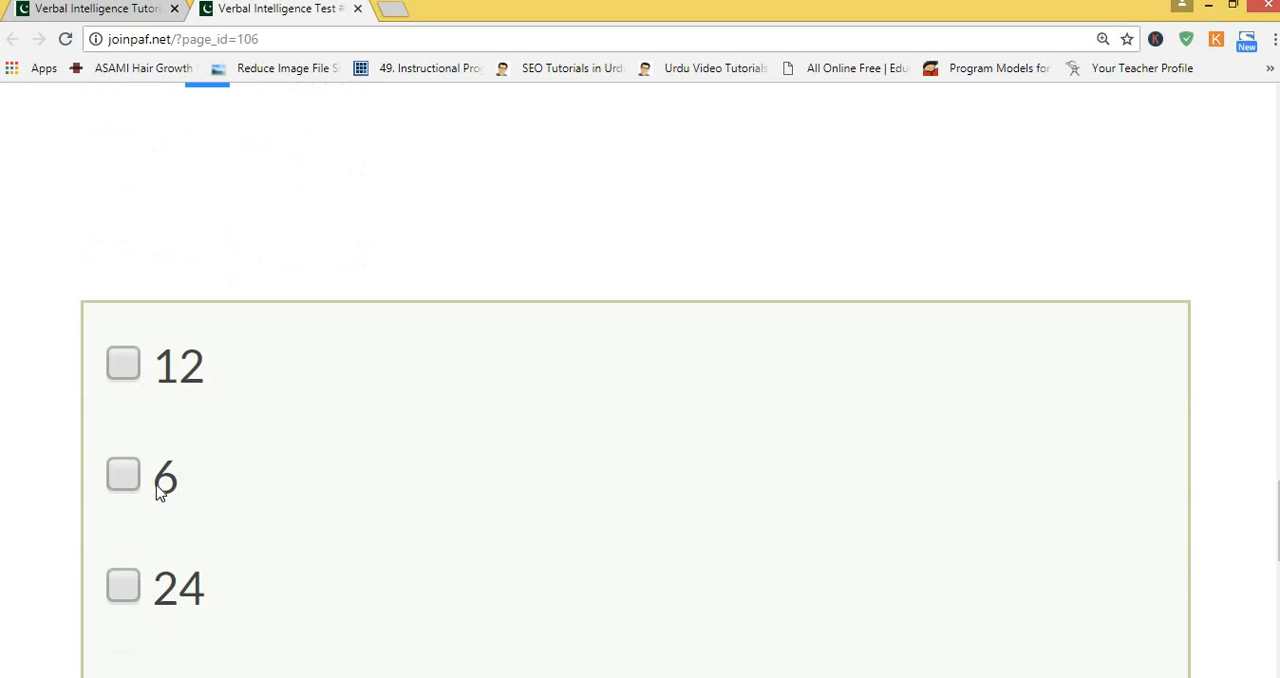 Verbal Intelligence Tutori
Verbal Intelligence Test #
joinpaf.net/?page_id=106
Apps ASAMI Hair Growth Reduce Image File S 49. Instructional Pro SEO Tutorials in Urd Urdu Video Tutorials All Online Free | Edu Program Models for Your Teacher Profile »
K K New
12
6
24